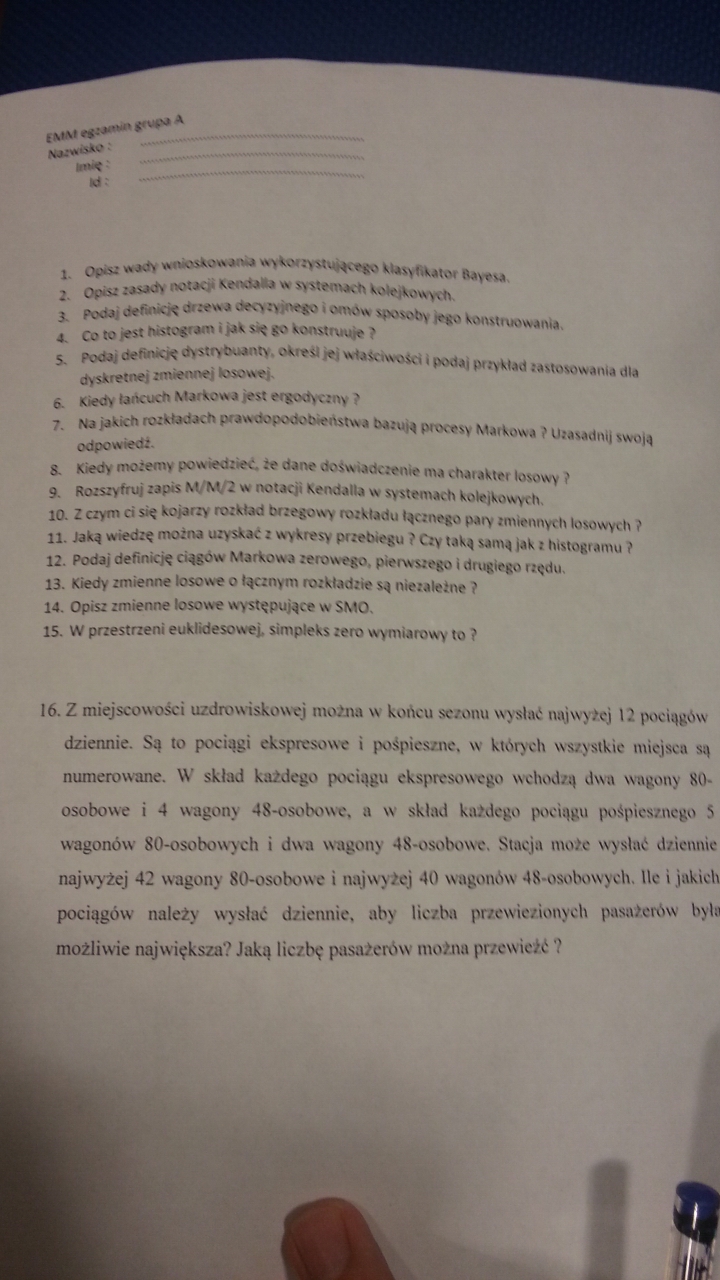 EMM egzamin grupa A
Nazwisko : ................................................
Imię : ................................................
Id : ................................................
1. Opisz wady wnioskowania wykorzystującego klasyfikator Bayesa.
2. Opisz zasady notacji Kendalla w systemach kolejkowych.
3. Podaj definicję drzewa decyzyjnego i omów sposoby jego konstruowania.
4. Co to jest histogram i jak się go konstruuje ?
5. Podaj definicję dystrybuanty, określ jej właściwości i podaj przykład zastosowania dla
dyskretnej zmiennej losowej.
6. Kiedy łańcuch Markowa jest ergodyczny ?
7. Na jakich rozkładach prawdopodobieństwa bazują procesy Markowa ? Uzasadnij swoją
odpowiedź.
8. Kiedy możemy powiedzieć, że dane doświadczenie ma charakter losowy ?
9. Rozszyfruj zapis M/M/2 w notacji Kendalla w systemach kolejkowych.
10. Z czym ci się kojarzy rozkład brzegowy rozkładu łącznego pary zmiennych losowych ?
11. Jaką wiedzę można uzyskać z wykresy przebiegu ? Czy taką samą jak z histogramu ?
12. Podaj definicję ciągów Markowa zerowego, pierwszego i drugiego rzędu.
13. Kiedy zmienne losowe o łącznym rozkładzie są niezależne ?
14. Opisz zmienne losowe występujące w SMO.
15. W przestrzeni euklidesowej, simpleks zero wymiarowy to ?
16. Z miejscowości uzdrowiskowej można w końcu sezonu wysłać najwyżej 12 pociągów
dziennie. Są to pociągi ekspresowe i pośpieszne, w których wszystkie miejsca są
numerowane. W skład każdego pociągu ekspresowego wchodzą dwa wagony 80-
osobowe i 4 wagony 48-osobowe, a w skład każdego pociągu pośpiesznego 5
wagonów 80-osobowych i dwa wagony 48-osobowe. Stacja może wysłać dziennie
najwyżej 42 wagony 80-osobowe i najwyżej 40 wagonów 48-osobowych. Ile i jakich
pociągów należy wysłać dziennie, aby liczba przewiezionych pasażerów była
możliwie największa? Jaką liczbę pasażerów można przewieźć ?